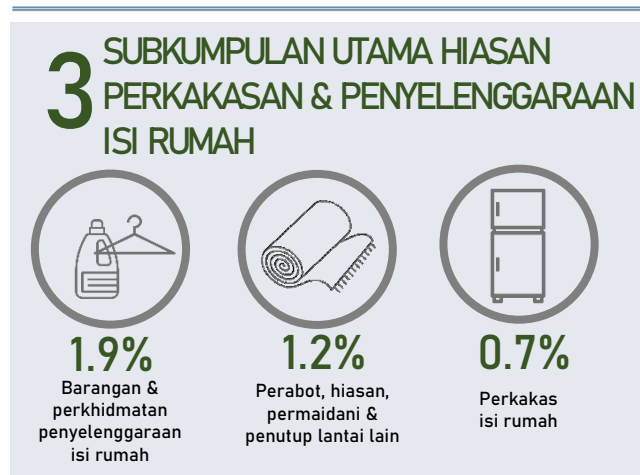 3
SUBKUMPULAN UTAMA HIASAN
PERKAKASAN & PENYELENGGARAAN
ISI RUMAH
1.9%
Barangan &
perkhidmatan
penyelenggaraan
isi rumah
1.2%
Perabot, hiasan,
permaidani &
penutup lantai lain
0.7%
Perkakas
isi rumah